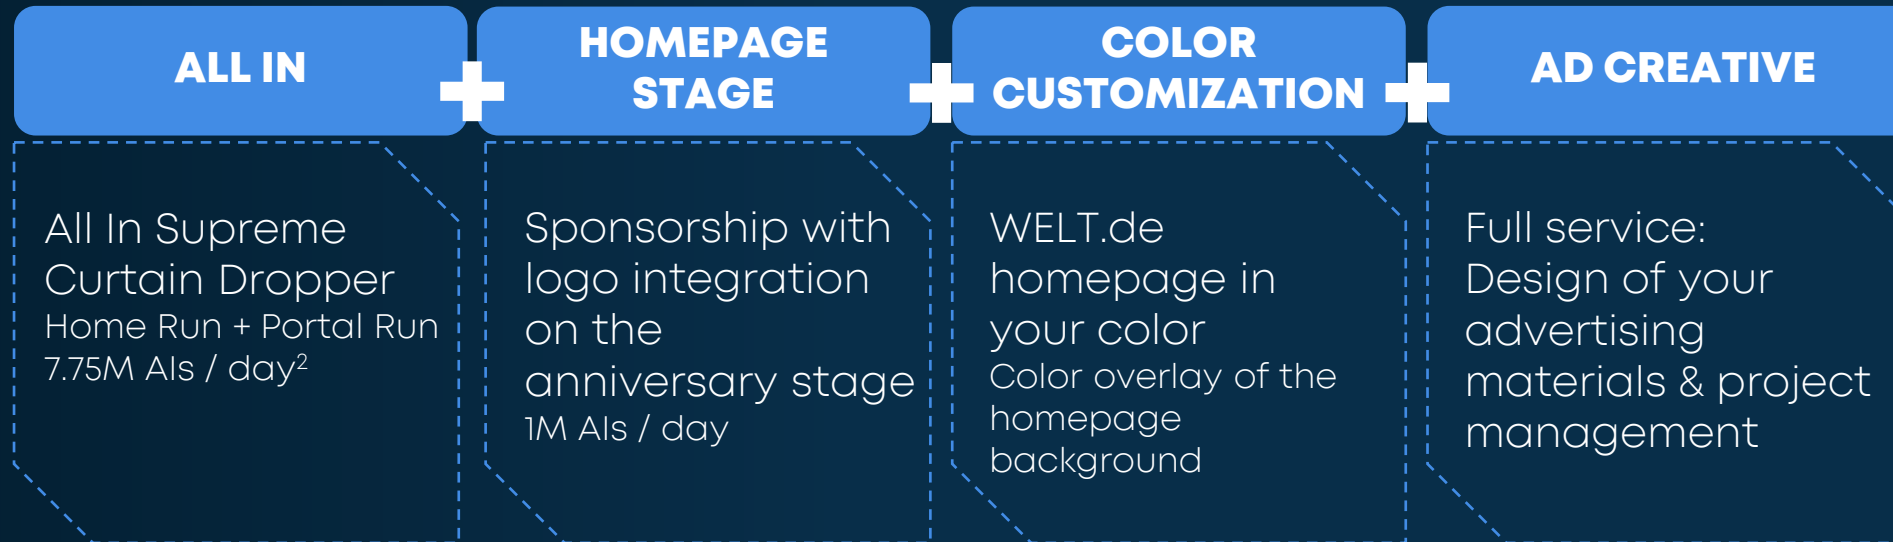 ALL IN
HOMEPAGE
STAGE
COLOR
CUSTOMIZATION
AD CREATIVE
All In Supreme
Curtain Dropper
Home Run + Portal Run
7.75M AIs / day²
Sponsorship with
logo integration
on the
anniversary stage
1M AIs / day
WELT.de
homepage in
your color
Color overlay of the
homepage
background
Full service:
Design of your
advertising
materials & project
management